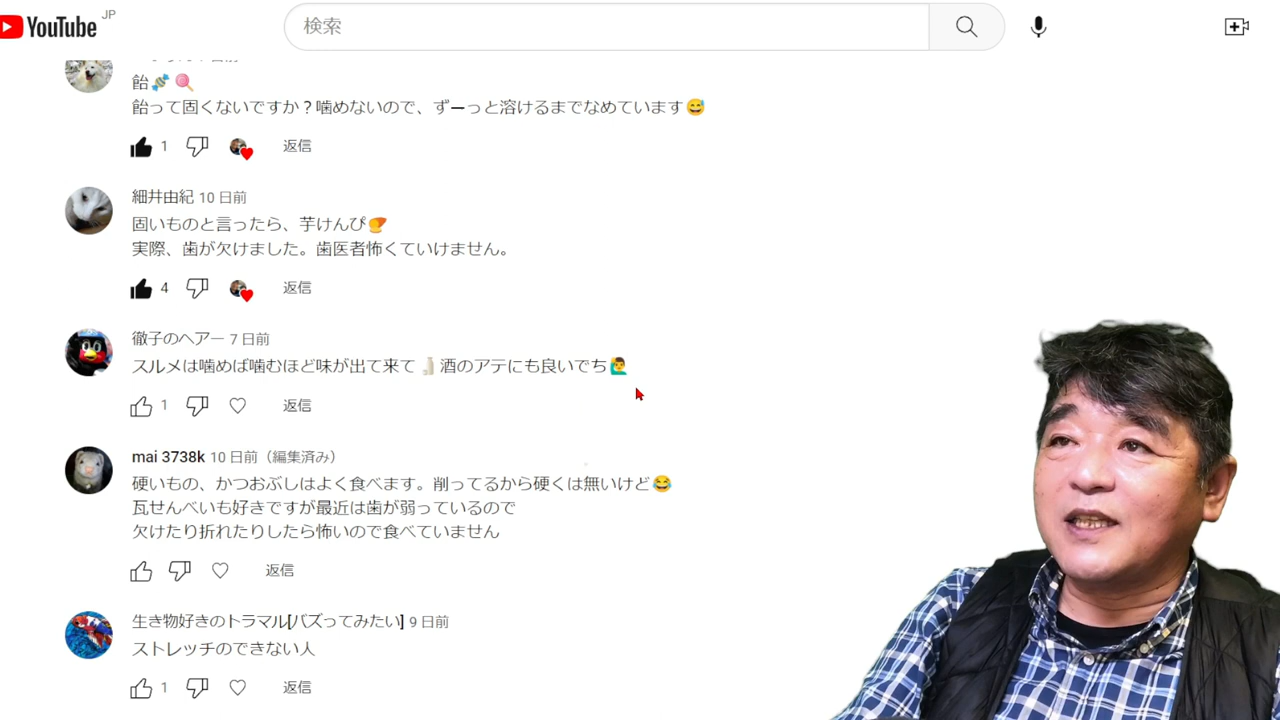 YouTube JP
検索
飴🍬🍭
飴って固くないですか？噛めないので、ずーっと溶けるまでなめています😅
1 返信
細井由紀 10 日前
固いものと言ったら、芋けんぴ🍠
実際、歯が欠けました。歯医者怖くていけません。
4 返信
徹子のヘアー 7 日前
スルメは噛めば噛むほど味が出て来て🍶酒のアテにも良いでち🙋‍♂️
1 返信
mai 3738k 10 日前（編集済み）
硬いもの、かつおぶしはよく食べます。削ってるから硬くは無いけど😂
瓦せんべいも好きですが最近は歯が弱っているので
欠けたり折れたりしたら怖いので食べていません
返信
生き物好きのトラマル[バズってみたい] 9 日前
ストレッチのできない人
1 返信